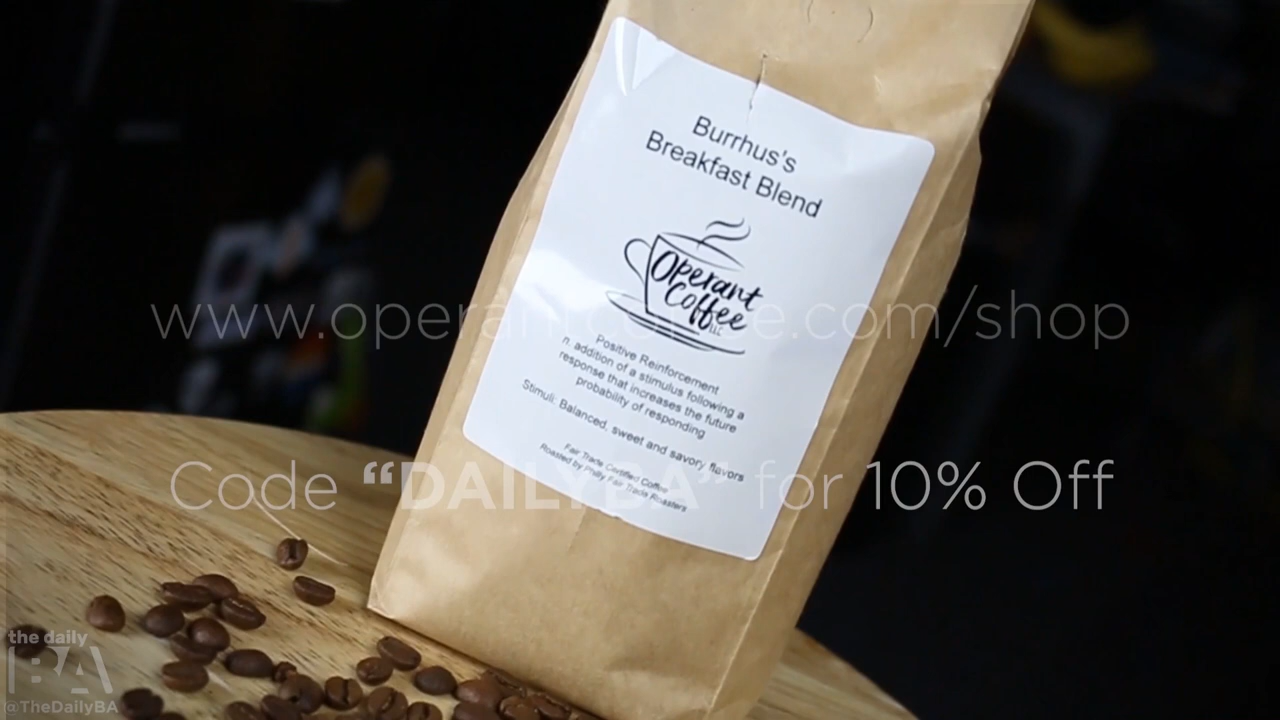 Burrhus's
Breakfast Blend
Operant
Coffee
LLC
www.operantcoffee.com/shop
Positive Reinforcement
n. addition of a stimulus following a
response that increases the future
probability of responding
Stimuli: Balanced, sweet and savory flavors
Fair Trade Certified Coffee
Roasted by Philly Fair Trade Roasters
Code “DAILYBA” for 10% Off
the daily
BA
@TheDailyBA